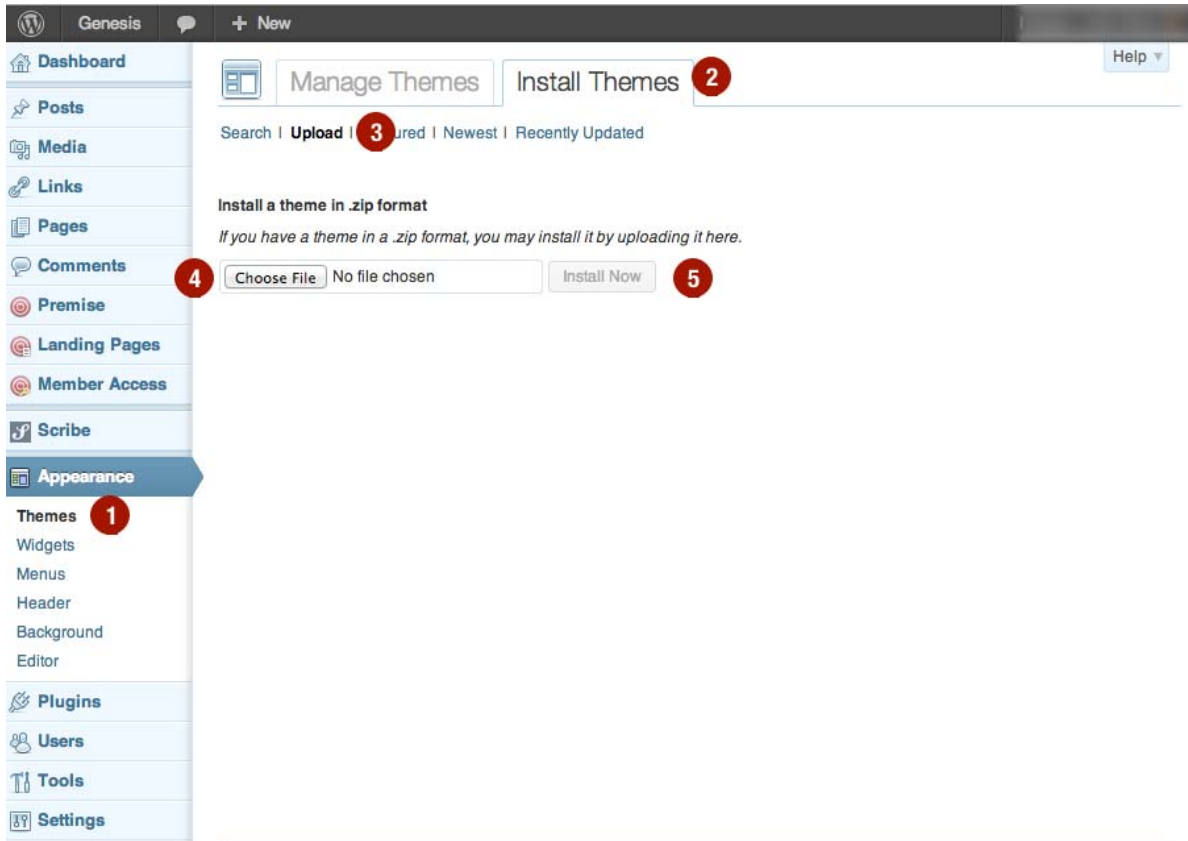 Genesis
New
Help
Dashboard
Posts
Media
Links
Pages
Comments
Premise
Landing Pages
Member Access
Scribe
Appearance
Themes 1
Widgets
Menus
Header
Background
Editor
Plugins
Users
Tools
Settings
Manage Themes
Install Themes 2
Search | Upload | 3 ured | Newest | Recently Updated
Install a theme in .zip format
If you have a theme in a .zip format, you may install it by uploading it here.
4 Choose File No file chosen Install Now 5